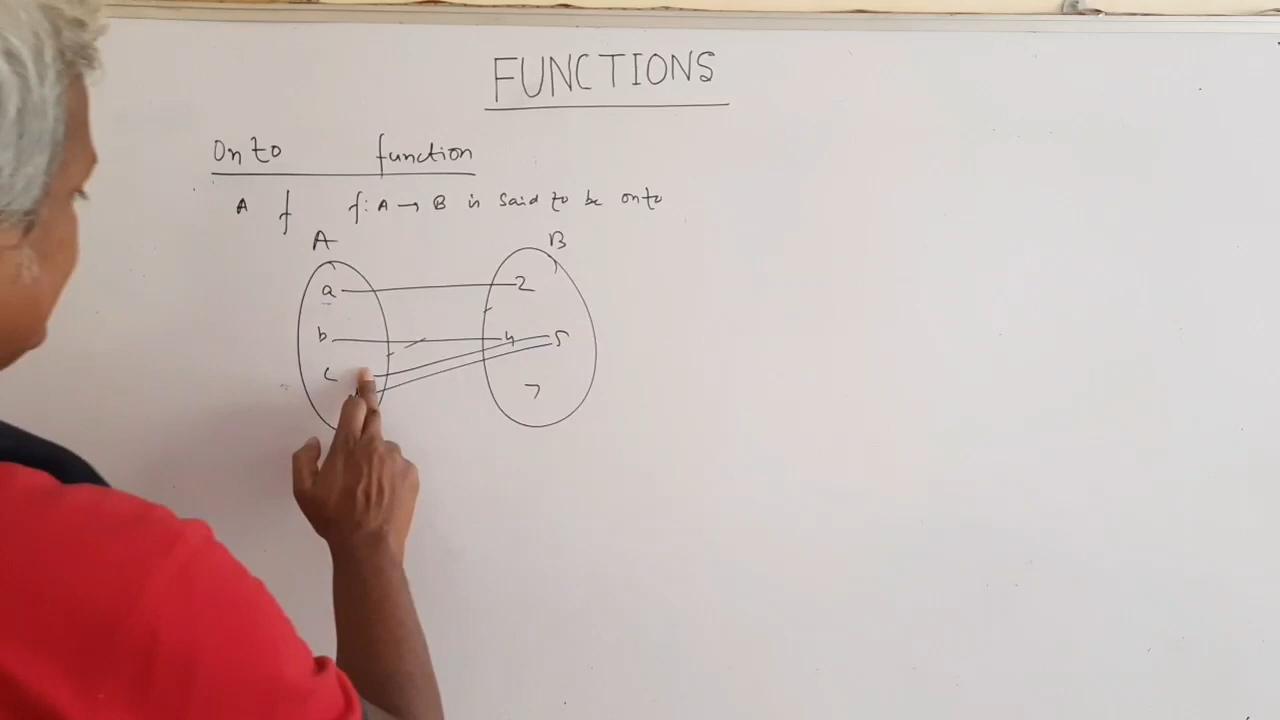 FUNCTIONS
Onto function
A f f: A → B is said to be onto
A B
a 2
b 4 5
c
7